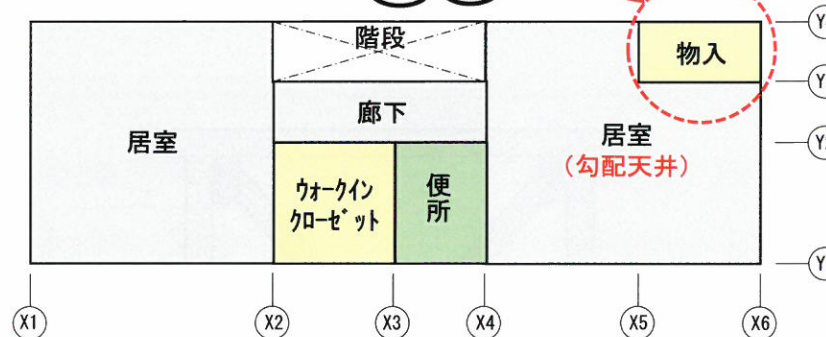 階段
物入
廊下
居室
居室
(勾配天井)
ウォークイン
クローゼット
便所
X1
X2
X3
X4
X5
X6